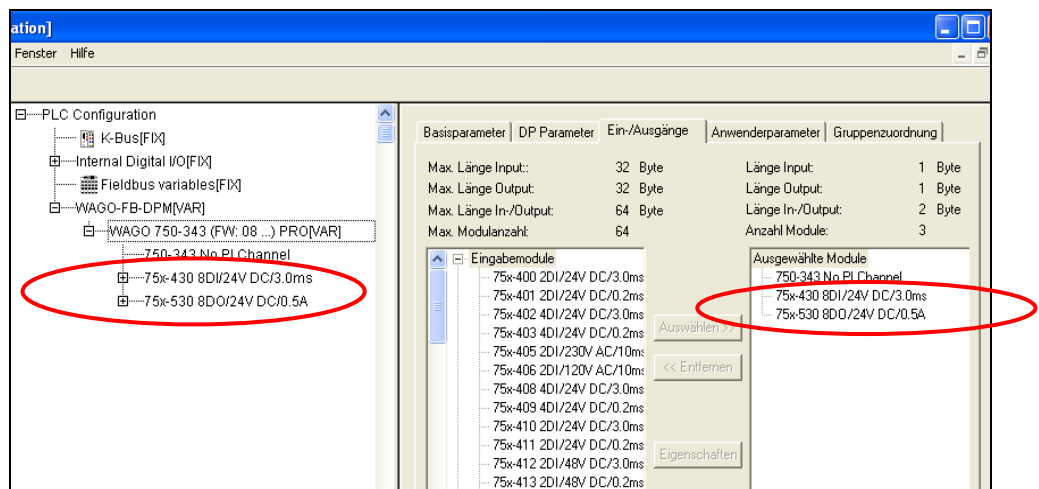 ation]
Fenster Hilfe
PLC Configuration
K-Bus[FIX]
Internal Digital I/O[FIX]
Fieldbus variables[FIX]
WAGO-FB-DPM[VAR]
WAGO 750-343 (FW: 08 ...) PRO[VAR]
750-343 No PI Channel
75x-430 8DI/24V DC/3.0ms
75x-530 8DO/24V DC/0.5A
Basisparameter DP Parameter Ein-/Ausgänge Anwenderparameter Gruppenzuordnung
Max. Länge Input:: 32 Byte
Max. Länge Output: 32 Byte
Max. Länge In-/Output: 64 Byte
Max. Modulanzahl: 64
Länge Input: 1 Byte
Länge Output: 1 Byte
Länge In-/Output: 2 Byte
Anzahl Module: 3
Eingabemodule
75x-400 2DI/24V DC/3.0ms
75x-401 2DI/24V DC/0.2ms
75x-402 4DI/24V DC/3.0ms
75x-403 4DI/24V DC/0.2ms
75x-405 2DI/230V AC/10ms
75x-406 2DI/120V AC/10ms
75x-408 4DI/24V DC/3.0ms
75x-409 4DI/24V DC/0.2ms
75x-410 2DI/24V DC/3.0ms
75x-411 2DI/24V DC/0.2ms
75x-412 2DI/48V DC/3.0ms
75x-413 2DI/48V DC/0.2ms
Auswählen >>
<< Entfernen
Eigenschaften
Ausgewählte Module
750-343 No PI Channel
75x-430 8DI/24V DC/3.0ms
75x-530 8DO/24V DC/0.5A